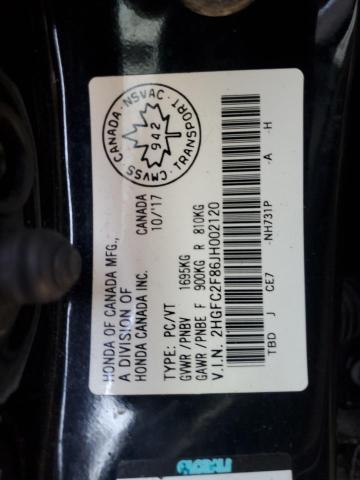 HONDA OF CANADA MFG.,
A DIVISION OF
HONDA CANADA INC.
CANADA
10/'17
CANADA · NSVAC · TRANSPORT · CMVSS
942
TYPE: PC/VT
GVWR /PNBV 1695KG
GAWR /PNBE F 900KG R 810KG
V.I.N. 2HGFC2F86JH002120
TBD J CE7 NH731P -A -H